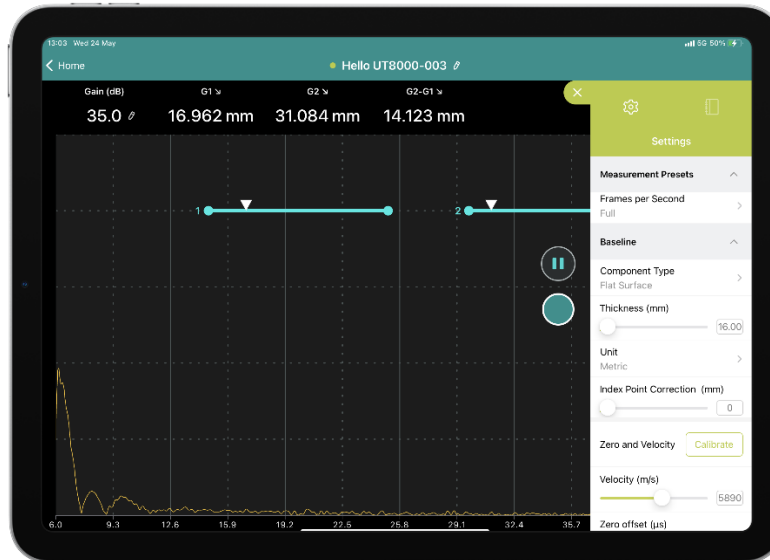 13:03 Wed 24 May
5G 50%
Home
Hello UT8000-003
Gain (dB) G1 G2 G2-G1
35.0 16.962 mm 31.084 mm 14.123 mm
Settings
Measurement Presets
Frames per Second
Full
Baseline
1 2
Component Type
Flat Surface
Thickness (mm)
16.00
Unit
Metric
Index Point Correction (mm)
0
Zero and Velocity Calibrate
Velocity (m/s)
5890
Zero offset (µs)
6.0 9.3 12.6 15.9 19.2 22.5 25.8 29.1 32.4 35.7